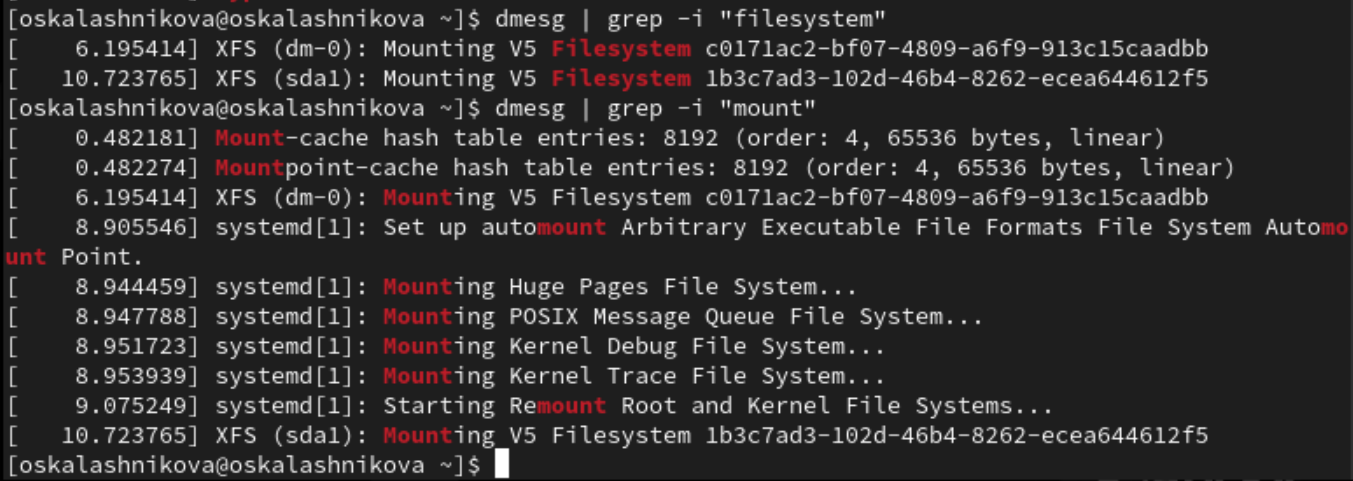 [oskalashnikova@oskalashnikova ~]$ dmesg | grep -i "filesystem"
[    6.195414] XFS (dm-0): Mounting V5 Filesystem c0171ac2-bf07-4809-a6f9-913c15caadbb
[   10.723765] XFS (sda1): Mounting V5 Filesystem 1b3c7ad3-102d-46b4-8262-ecea644612f5
[oskalashnikova@oskalashnikova ~]$ dmesg | grep -i "mount"
[    0.482181] Mount-cache hash table entries: 8192 (order: 4, 65536 bytes, linear)
[    0.482274] Mountpoint-cache hash table entries: 8192 (order: 4, 65536 bytes, linear)
[    6.195414] XFS (dm-0): Mounting V5 Filesystem c0171ac2-bf07-4809-a6f9-913c15caadbb
[    8.905546] systemd[1]: Set up automount Arbitrary Executable File Formats File System Automo
unt Point.
[    8.944459] systemd[1]: Mounting Huge Pages File System...
[    8.947788] systemd[1]: Mounting POSIX Message Queue File System...
[    8.951723] systemd[1]: Mounting Kernel Debug File System...
[    8.953939] systemd[1]: Mounting Kernel Trace File System...
[    9.075249] systemd[1]: Starting Remount Root and Kernel File Systems...
[   10.723765] XFS (sda1): Mounting V5 Filesystem 1b3c7ad3-102d-46b4-8262-ecea644612f5
[oskalashnikova@oskalashnikova ~]$